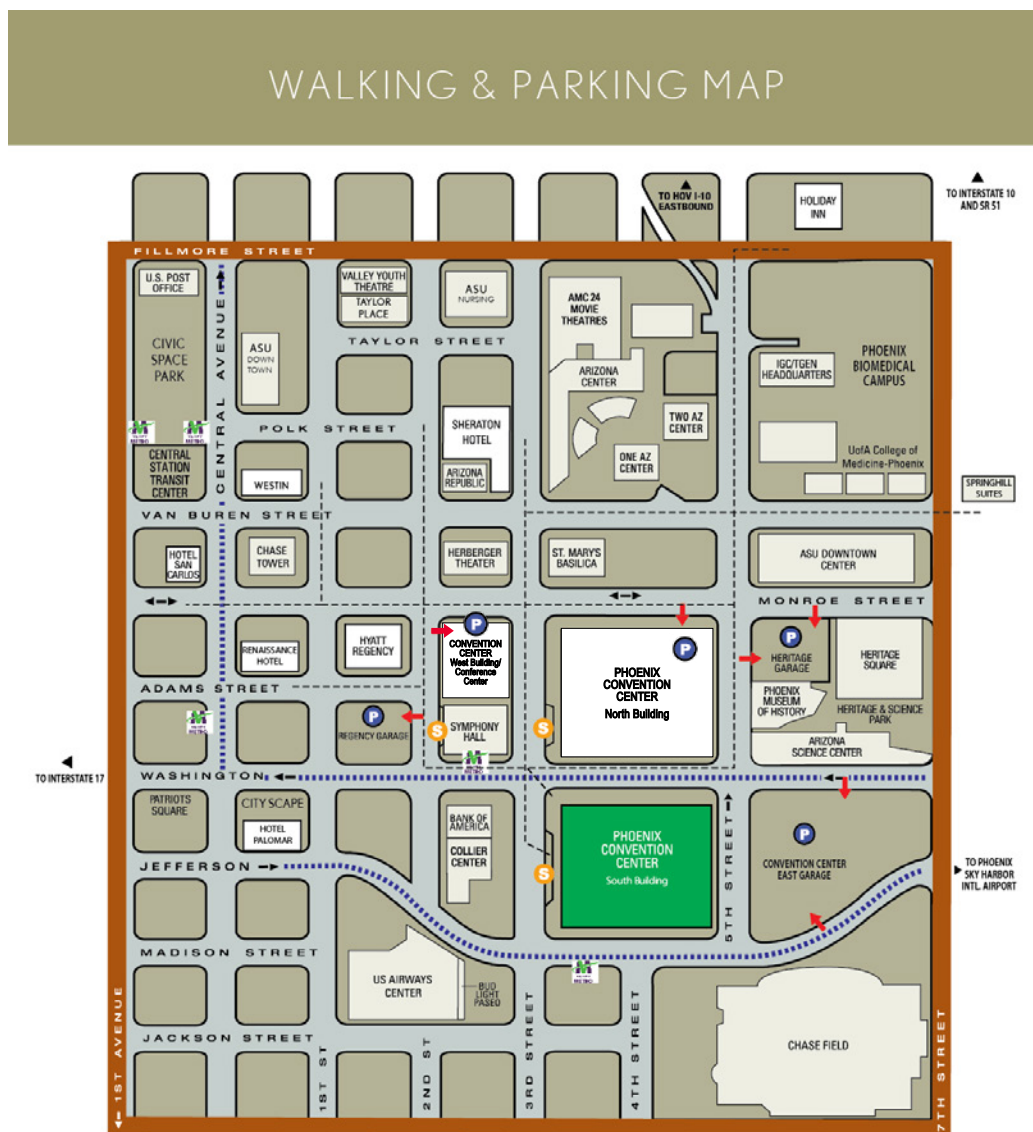 WALKING & PARKING MAP
TO HOV I-10
EASTBOUND
HOLIDAY
INN
TO INTERSTATE 10
AND SR 51
FILLMORE STREET
U.S. POST
OFFICE
CIVIC
SPACE
PARK
CENTRAL AVENUE
ASU
DOWN
TOWN
VALLEY YOUTH
THEATRE
TAYLOR
PLACE
ASU
NURSING
TAYLOR STREET
AMC 24
MOVIE
THEATRES
ARIZONA
CENTER
IGC/TGEN
HEADQUARTERS
PHOENIX
BIOMEDICAL
CAMPUS
TWO AZ
CENTER
ONE AZ
CENTER
SHERATON
HOTEL
ARIZONA
REPUBLIC
POLK STREET
METRO
METRO
CENTRAL
STATION
TRANSIT
CENTER
WESTIN
UofA College of
Medicine-Phoenix
SPRINGHILL
SUITES
VAN BUREN STREET
HOTEL
SAN
CARLOS
CHASE
TOWER
HERBERGER
THEATER
ST. MARY'S
BASILICA
ASU DOWNTOWN
CENTER
MONROE STREET
RENAISSANCE
HOTEL
HYATT
REGENCY
P
CONVENTION
CENTER
West Building/
Conference
Center
P
PHOENIX
CONVENTION
CENTER
North Building
P
HERITAGE
GARAGE
HERITAGE
SQUARE
ADAMS STREET
PHOENIX
MUSEUM
OF HISTORY
HERITAGE & SCIENCE
PARK
ARIZONA
SCIENCE CENTER
METRO
P
REGENCY GARAGE
S
SYMPHONY
HALL
METRO
S
TO INTERSTATE 17
WASHINGTON
PATRIOTS
SQUARE
CITY SCAPE
HOTEL
PALOMAR
BANK OF
AMERICA
COLLIER
CENTER
PHOENIX
CONVENTION
CENTER
South Building
S
5TH STREET
P
CONVENTION CENTER
EAST GARAGE
TO PHOENIX
SKY HARBOR
INTL. AIRPORT
JEFFERSON
MADISON STREET
US AIRWAYS
CENTER
BUD
LIGHT
PASEO
METRO
CHASE FIELD
JACKSON STREET
1ST AVENUE
1ST ST
2ND ST
3RD STREET
4TH STREET
7TH STREET